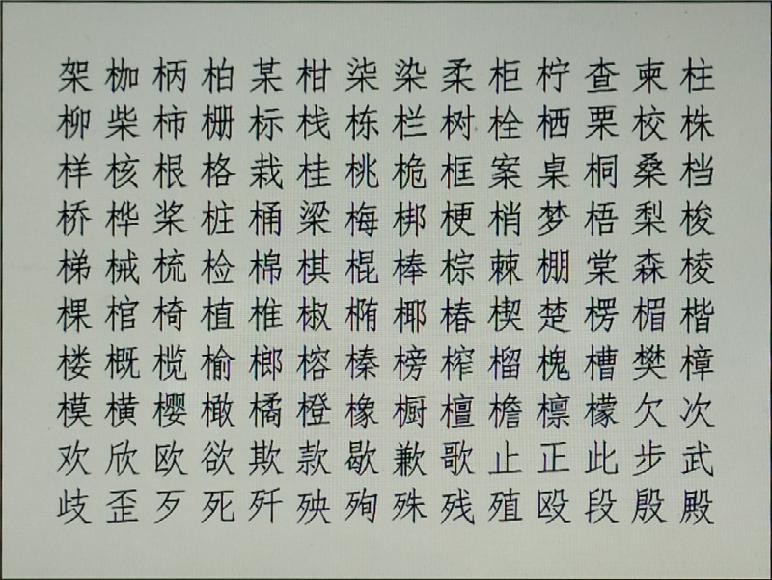 架枷柄柏某柑柒染柔柜柠查柬柱
柳柴柿栅标栈栋栏树栓栖栗校株
样核根格栽桂桃桅框案桌桐桑档
桥桦桨桩桶梁梅梆梗梢梦梧梨梭
梯械梳检棉棋棍棒棕棘棚棠森棱
棵棺椅植椎椒椭椰椿楔楚楞楣楷
楼概榄榆榔榕榛榜榨榴槐槽樊樟
模横樱橄橘橙橡橱檀檐檩檬欠次
欢欣欧欲欺款歇歉歌止正此步武
歧歪歹死歼殃殉殊残殖殴段殷殿